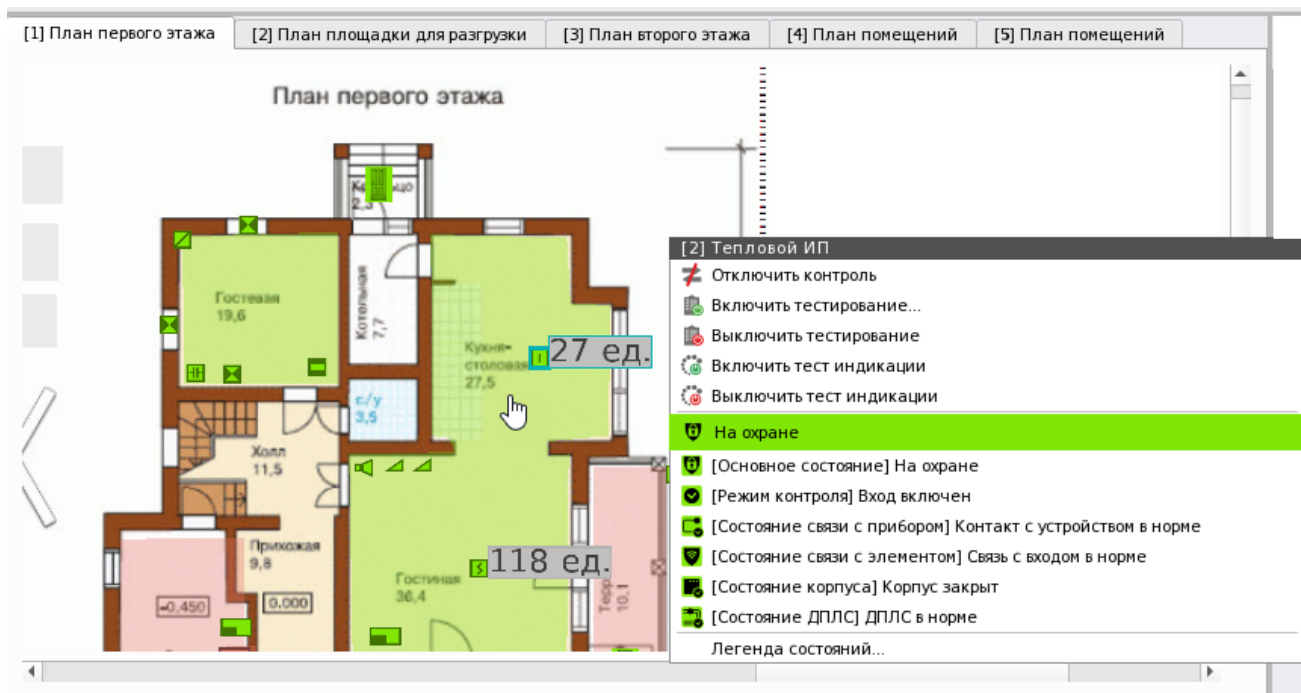 [1] План первого этажа
[2] План площадки для разгрузки
[3] План второго этажа
[4] План помещений
[5] План помещений
План первого этажа
2,3
Гостевая
19,6
Котельная
7,7
Кухня-
столовая
27,5
27 ед.
с/у
3,5
Холл
11,5
Прихожая
9,8
0.000
-0,450
Гостиная
36,4
118 ед.
10,1
[2] Тепловой ИП
Отключить контроль
Включить тестирование...
Выключить тестирование
Включить тест индикации
Выключить тест индикации
На охране
[Основное состояние] На охране
[Режим контроля] Вход включен
[Состояние связи с прибором] Контакт с устройством в норме
[Состояние связи с элементом] Связь с входом в норме
[Состояние корпуса] Корпус закрыт
[Состояние ДПЛС] ДПЛС в норме
Легенда состояний...